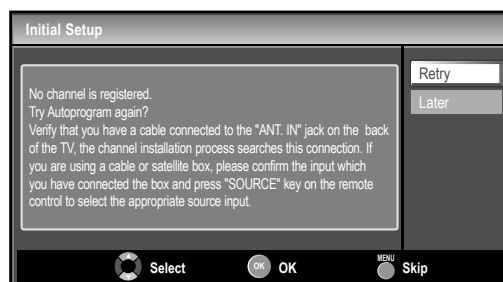 Initial Setup
No channel is registered.
Try Autoprogram again?
Verify that you have a cable connected to the "ANT. IN" jack on the back
of the TV, the channel installation process searches this connection. If
you are using a cable or satellite box, please confirm the input which
you have connected the box and press "SOURCE" key on the remote
control to select the appropriate source input.
Retry
Later
Select
OK OK
MENU Skip